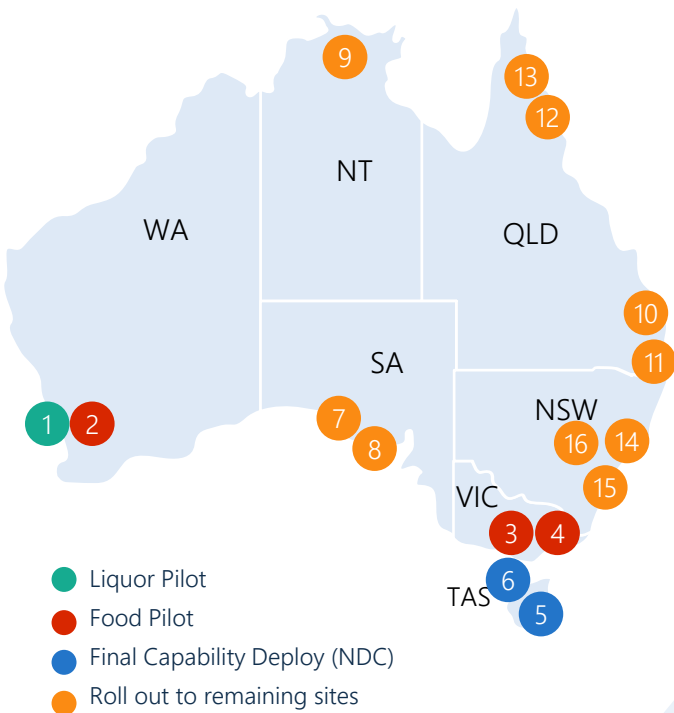 9
13
12
NT
WA
QLD
10
11
SA
7
8
1
2
NSW
16
14
15
VIC
3
4
6
TAS
5
Liquor Pilot
Food Pilot
Final Capability Deploy (NDC)
Roll out to remaining sites